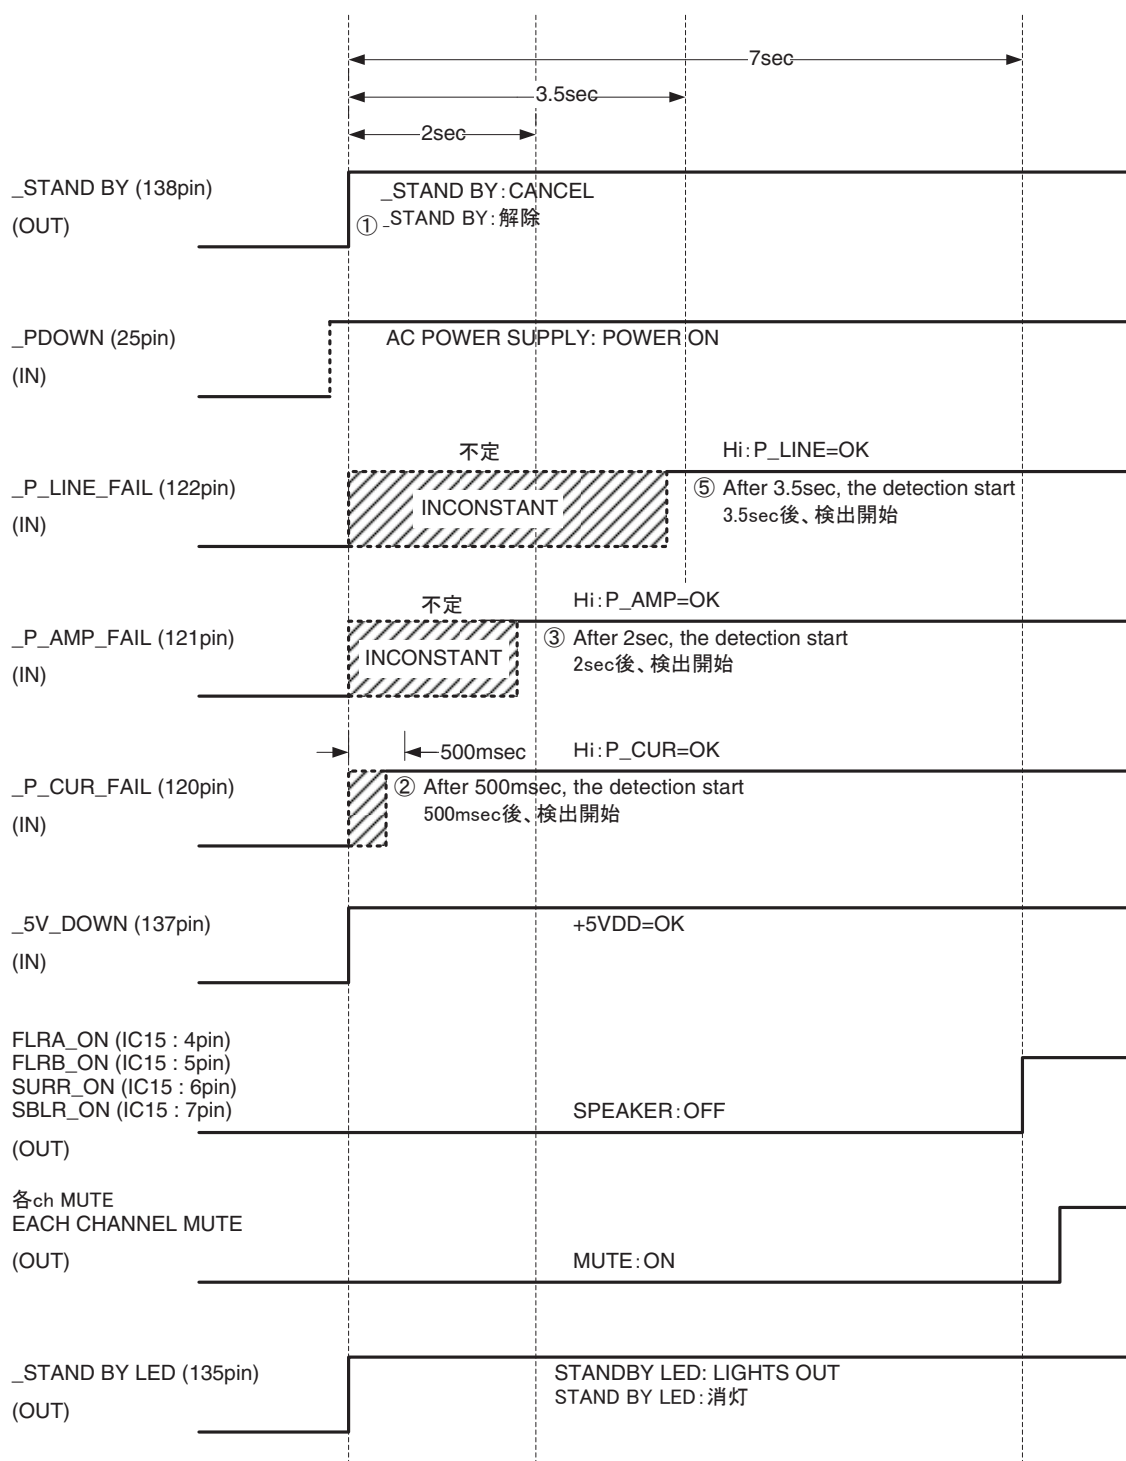 7sec
3.5sec
2sec
_STAND BY (138pin)
(OUT)
_STAND BY:CANCEL
① _STAND BY:解除
_PDOWN (25pin)
(IN)
AC POWER SUPPLY: POWER ON
_P_LINE_FAIL (122pin)
(IN)
不定
INCONSTANT
Hi:P_LINE=OK
⑤ After 3.5sec, the detection start
3.5sec後、検出開始
_P_AMP_FAIL (121pin)
(IN)
不定
INCONSTANT
Hi:P_AMP=OK
③ After 2sec, the detection start
2sec後、検出開始
500msec
Hi:P_CUR=OK
_P_CUR_FAIL (120pin)
(IN)
② After 500msec, the detection start
500msec後、検出開始
_5V_DOWN (137pin)
(IN)
+5VDD=OK
FLRA_ON (IC15 : 4pin)
FLRB_ON (IC15 : 5pin)
SURR_ON (IC15 : 6pin)
SBLR_ON (IC15 : 7pin)
(OUT)
SPEAKER:OFF
各ch MUTE
EACH CHANNEL MUTE
(OUT)
MUTE:ON
_STAND BY LED (135pin)
(OUT)
STANDBY LED: LIGHTS OUT
STAND BY LED:消灯